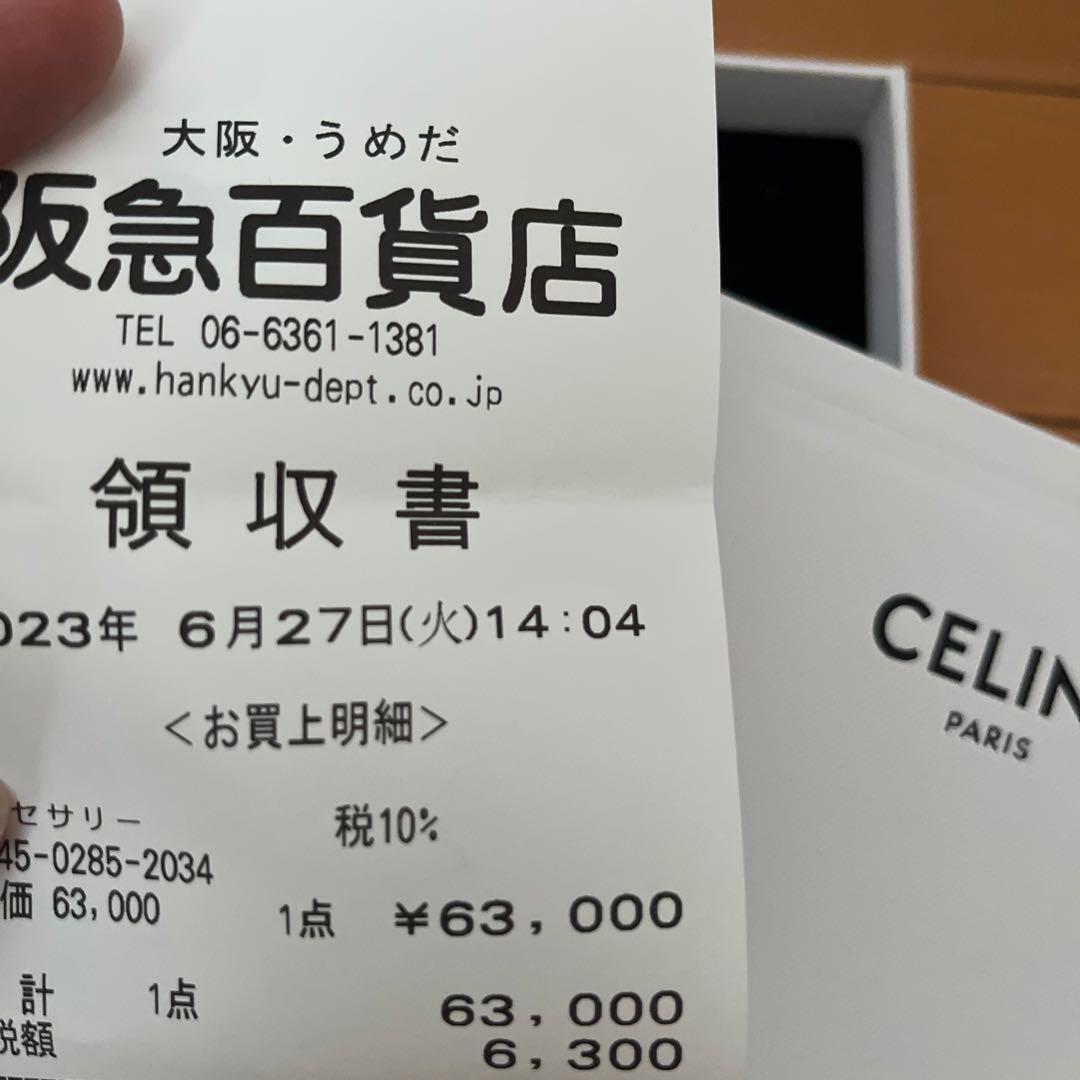 大阪・うめだ
阪急百貨店
TEL 06-6361-1381
www.hankyu-dept.co.jp
領収書
023年 6月27日(火)14:04
<お買上明細>
セサリー 税10%
45-0285-2034
価 63,000
1点 ¥63,000
計 1点 63,000
税額 6,300
CELIN
PARIS